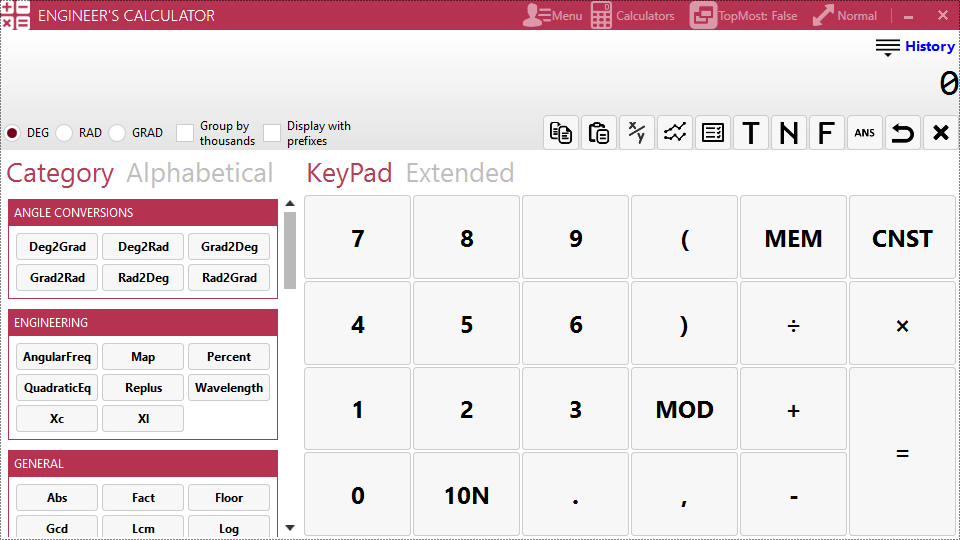 ENGINEER'S CALCULATOR
Menu
Calculators
TopMost: False
Normal
History
0
DEG
RAD
GRAD
Group by
thousands
Display with
prefixes
x/y
T
N
F
ANS
Category Alphabetical
KeyPad Extended
ANGLE CONVERSIONS
Deg2Grad Deg2Rad Grad2Deg
Grad2Rad Rad2Deg Rad2Grad
ENGINEERING
AngularFreq Map Percent
QuadraticEq Replus Wavelength
Xc Xl
GENERAL
Abs Fact Floor
Gcd Lcm Log
7 8 9 ( MEM CNST
4 5 6 ) ÷ ×
1 2 3 MOD +
=
0 10N . , -